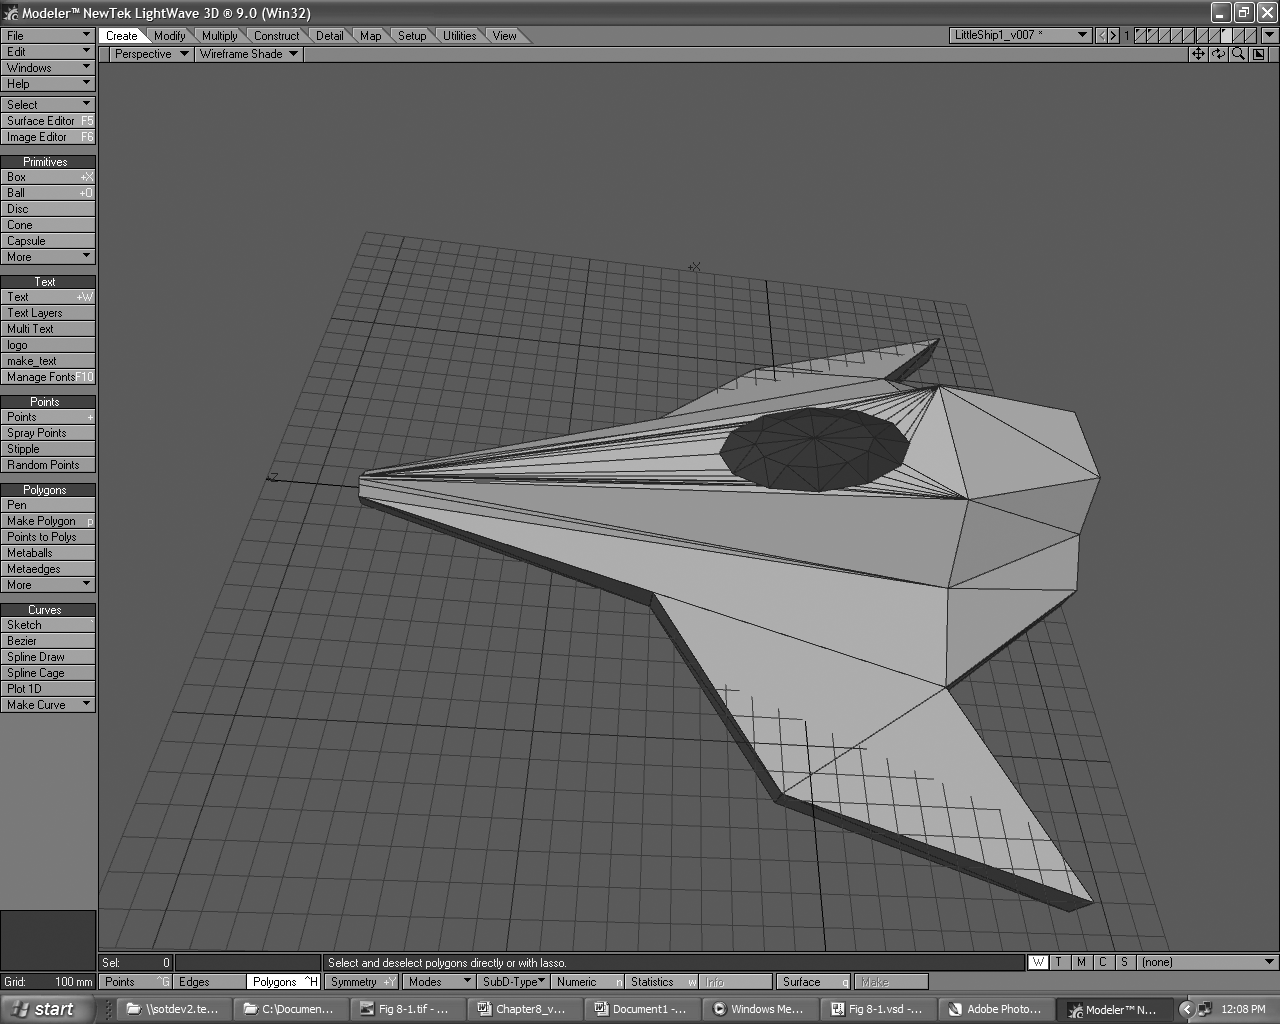 Modeler™ NewTek LightWave 3D ® 9.0 (Win32)
File
Edit
Windows
Help
Create Modify Multiply Construct Detail Map Setup Utilities View
LittleShip1_v007 *
1
Perspective Wireframe Shade
Select
Surface Editor F5
Image Editor F6
Primitives
Box +X
Ball +O
Disc
Cone
Capsule
More
Text
Text +W
Text Layers
Multi Text
logo
make_text
Manage Fonts F10
Points
Points +
Spray Points
Stipple
Random Points
Polygons
Pen
Make Polygon p
Points to Polys
Metaballs
Metaedges
More
Curves
Sketch `
Bezier
Spline Draw
Spline Cage
Plot 1D
Make Curve
+X
Z
Sel: 0
Select and deselect polygons directly or with lasso.
W T M C S (none)
Grid: 100 mm
Points ^G Edges Polygons ^H Symmetry +Y Modes SubD-Type Numeric n Statistics w Info Surface q Make
start
\\sotdev2.te...
C:\Documen...
Fig 8-1.tif - ...
Chapter8_v...
Document1 -...
Windows Me...
Fig 8-1.vsd -...
Adobe Photo...
Modeler™ N...
12:08 PM